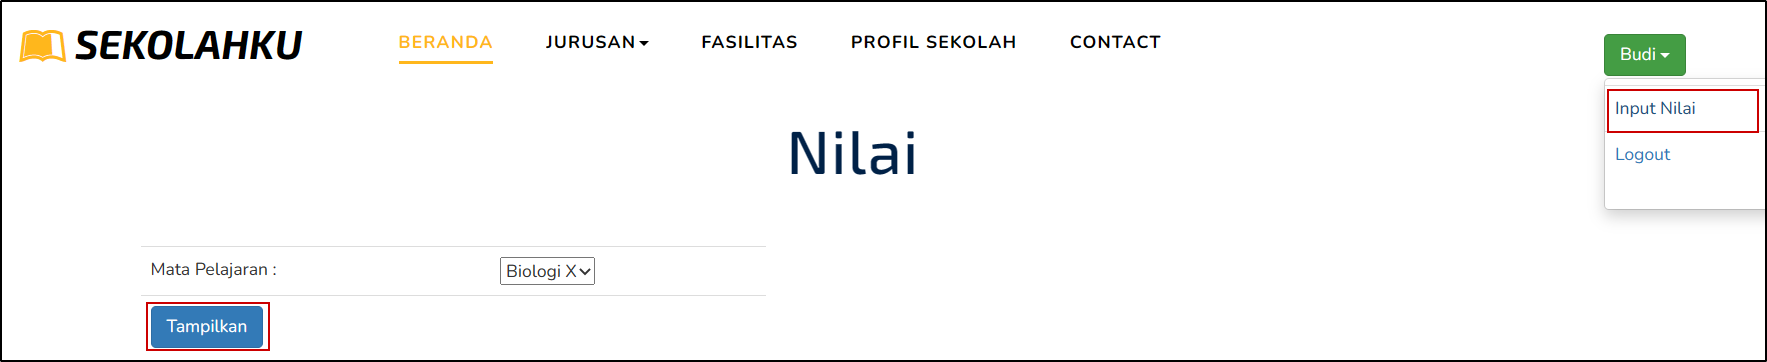 SEKOLAHKU
BERANDA JURUSAN FASILITAS PROFIL SEKOLAH CONTACT
Budi
Input Nilai
Logout
Nilai
Mata Pelajaran : Biologi X
Tampilkan